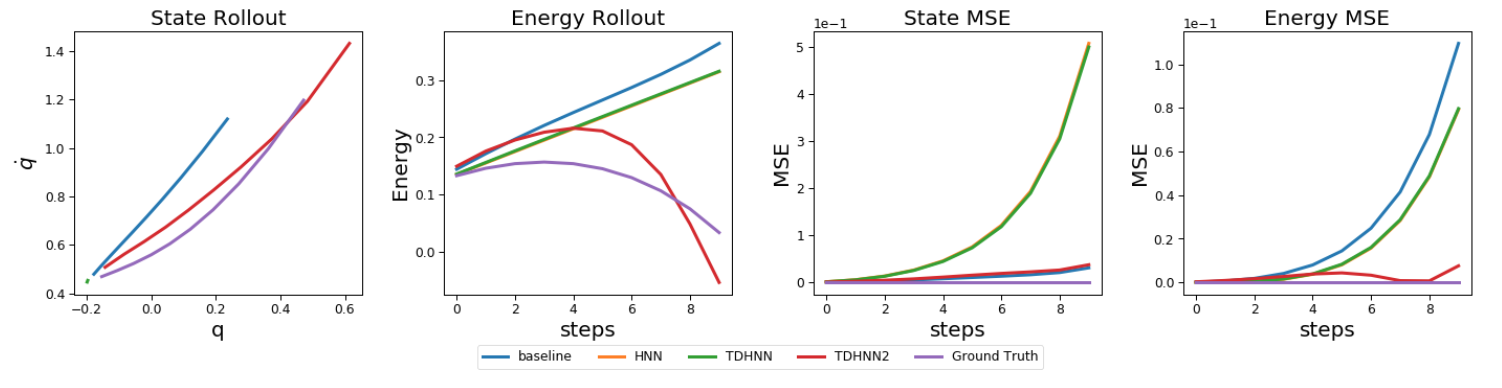 State Rollout
1.4
1.2
1.0
0.8
0.6
0.4
−0.2 0.0 0.2 0.4 0.6
q̇
q
Energy Rollout
0.3
0.2
0.1
0.0
0 2 4 6 8
Energy
steps
State MSE
1e−1
5
4
3
2
1
0
0 2 4 6 8
MSE
steps
Energy MSE
1e−1
1.0
0.8
0.6
0.4
0.2
0.0
0 2 4 6 8
MSE
steps
baseline HNN TDHNN TDHNN2 Ground Truth